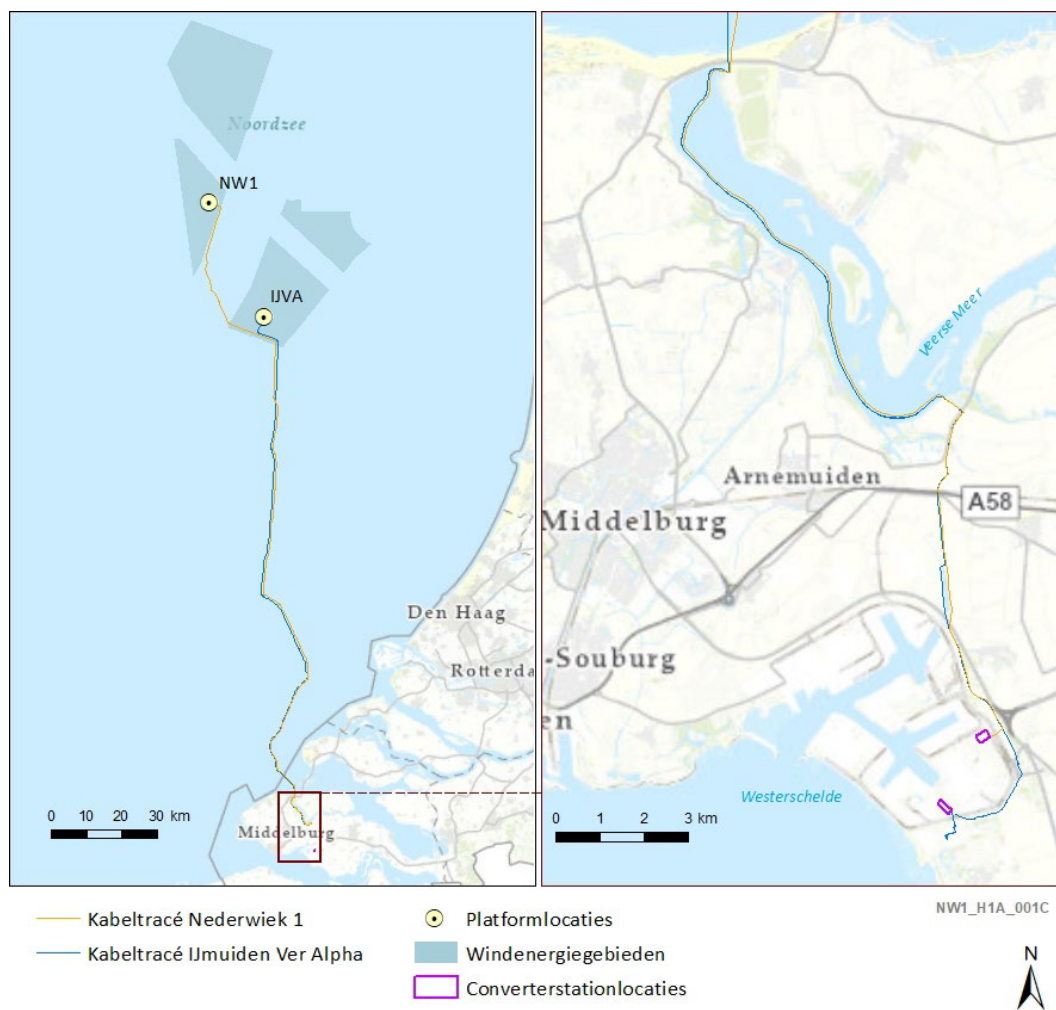 Noordzee
NW1
IJVA
Den Haag
Rotterda
0 10 20 30 km
Middelburg
Veerse Meer
Arnemuiden
A58
Middelburg
-Souburg
en
Westerschelde
0 1 2 3 km
NW1_H1A_001C
Kabeltracé Nederwiek 1
Kabeltracé IJmuiden Ver Alpha
Platformlocaties
Windenergiegebieden
Converterstationlocaties
N